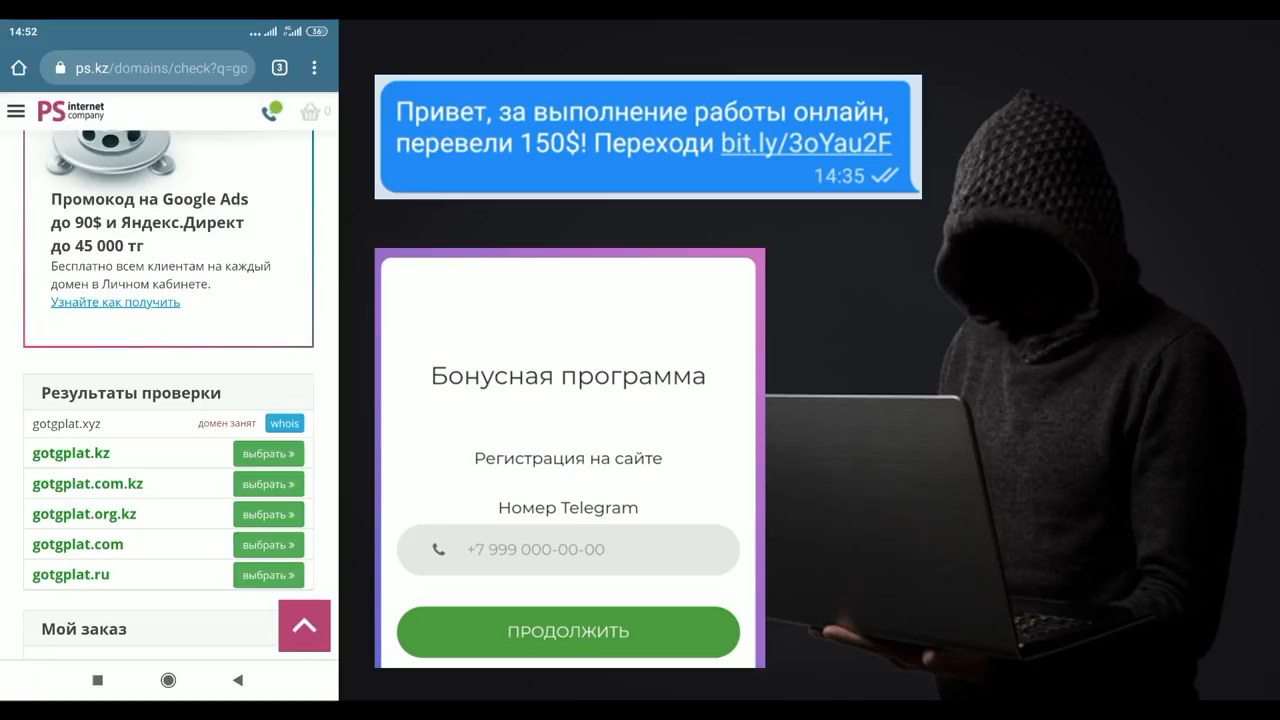 14:52
4G
36
ps.kz/domains/check?q=go
3
PS internet
company
0
Промокод на Google Ads
до 90$ и Яндекс.Директ
до 45 000 тг
Бесплатно всем клиентам на каждый
домен в Личном кабинете.
Узнайте как получить
Результаты проверки
gotgplat.xyz домен занят whois
gotgplat.kz выбрать »
gotgplat.com.kz выбрать »
gotgplat.org.kz выбрать »
gotgplat.com выбрать »
gotgplat.ru выбрать »
Мой заказ
Привет, за выполнение работы онлайн,
перевели 150$! Переходи bit.ly/3oYau2F
14:35
Бонусная программа
Регистрация на сайте
Номер Telegram
+7 999 000-00-00
ПРОДОЛЖИТЬ